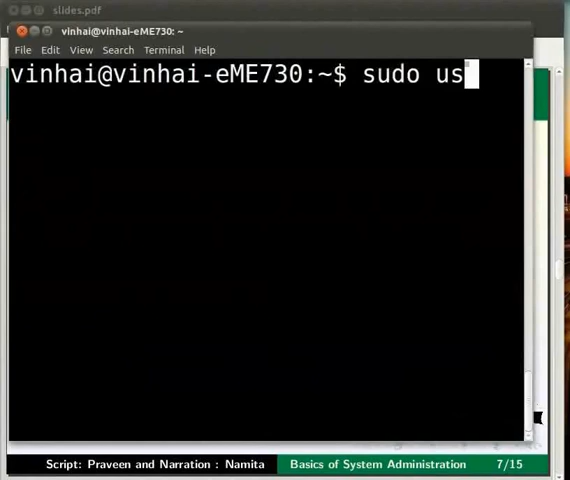 slides.pdf
vinhai@vinhai-eME730: ~
File Edit View Search Terminal Help
vinhai@vinhai-eME730:~$ sudo us
Script: Praveen and Narration : Namita Basics of System Administration 7/15